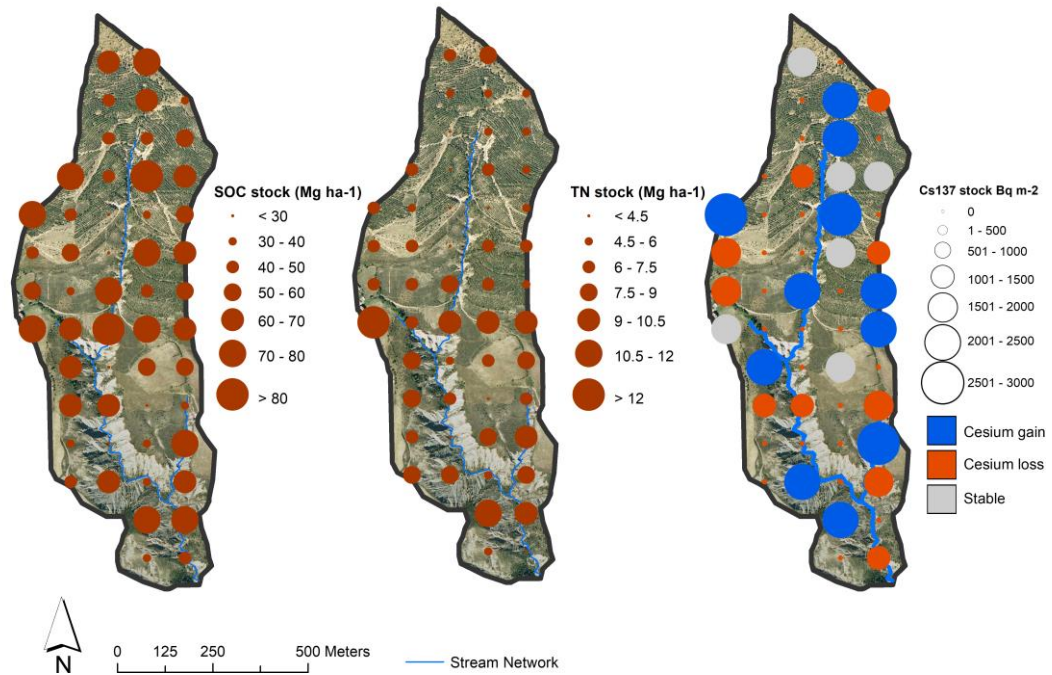 SOC stock (Mg ha-1)
< 30
30 - 40
40 - 50
50 - 60
60 - 70
70 - 80
> 80
TN stock (Mg ha-1)
< 4.5
4.5 - 6
6 - 7.5
7.5 - 9
9 - 10.5
10.5 - 12
> 12
Cs137 stock Bq m-2
0
1 - 500
501 - 1000
1001 - 1500
1501 - 2000
2001 - 2500
2501 - 3000
Cesium gain
Cesium loss
Stable
N
0 125 250 500 Meters
Stream Network